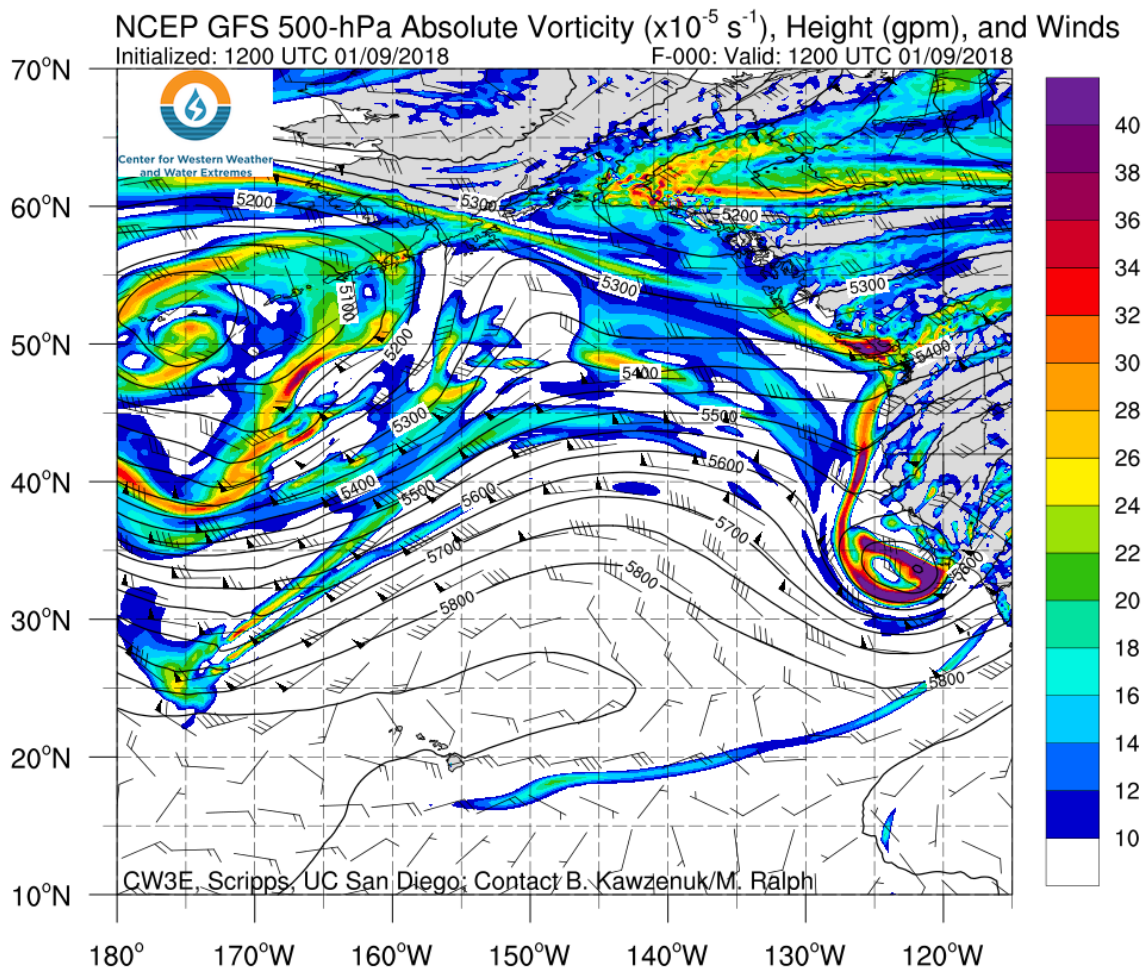 NCEP GFS 500-hPa Absolute Vorticity (x10⁻⁵ s⁻¹), Height (gpm), and Winds
Initialized: 1200 UTC 01/09/2018 F-000: Valid: 1200 UTC 01/09/2018
Center for Western Weather
and Water Extremes
70°N
60°N
50°N
40°N
30°N
20°N
10°N
5200
5300
5200
5100
5300
5300
5200
5400
5400
5300
5500
5400
5500
5600
5600
5700
5700
5800
5800
5800
5800
CW3E, Scripps, UC San Diego; Contact B. Kawzenuk/M. Ralph
180°
170°W
160°W
150°W
140°W
130°W
120°W
40
38
36
34
32
30
28
26
24
22
20
18
16
14
12
10